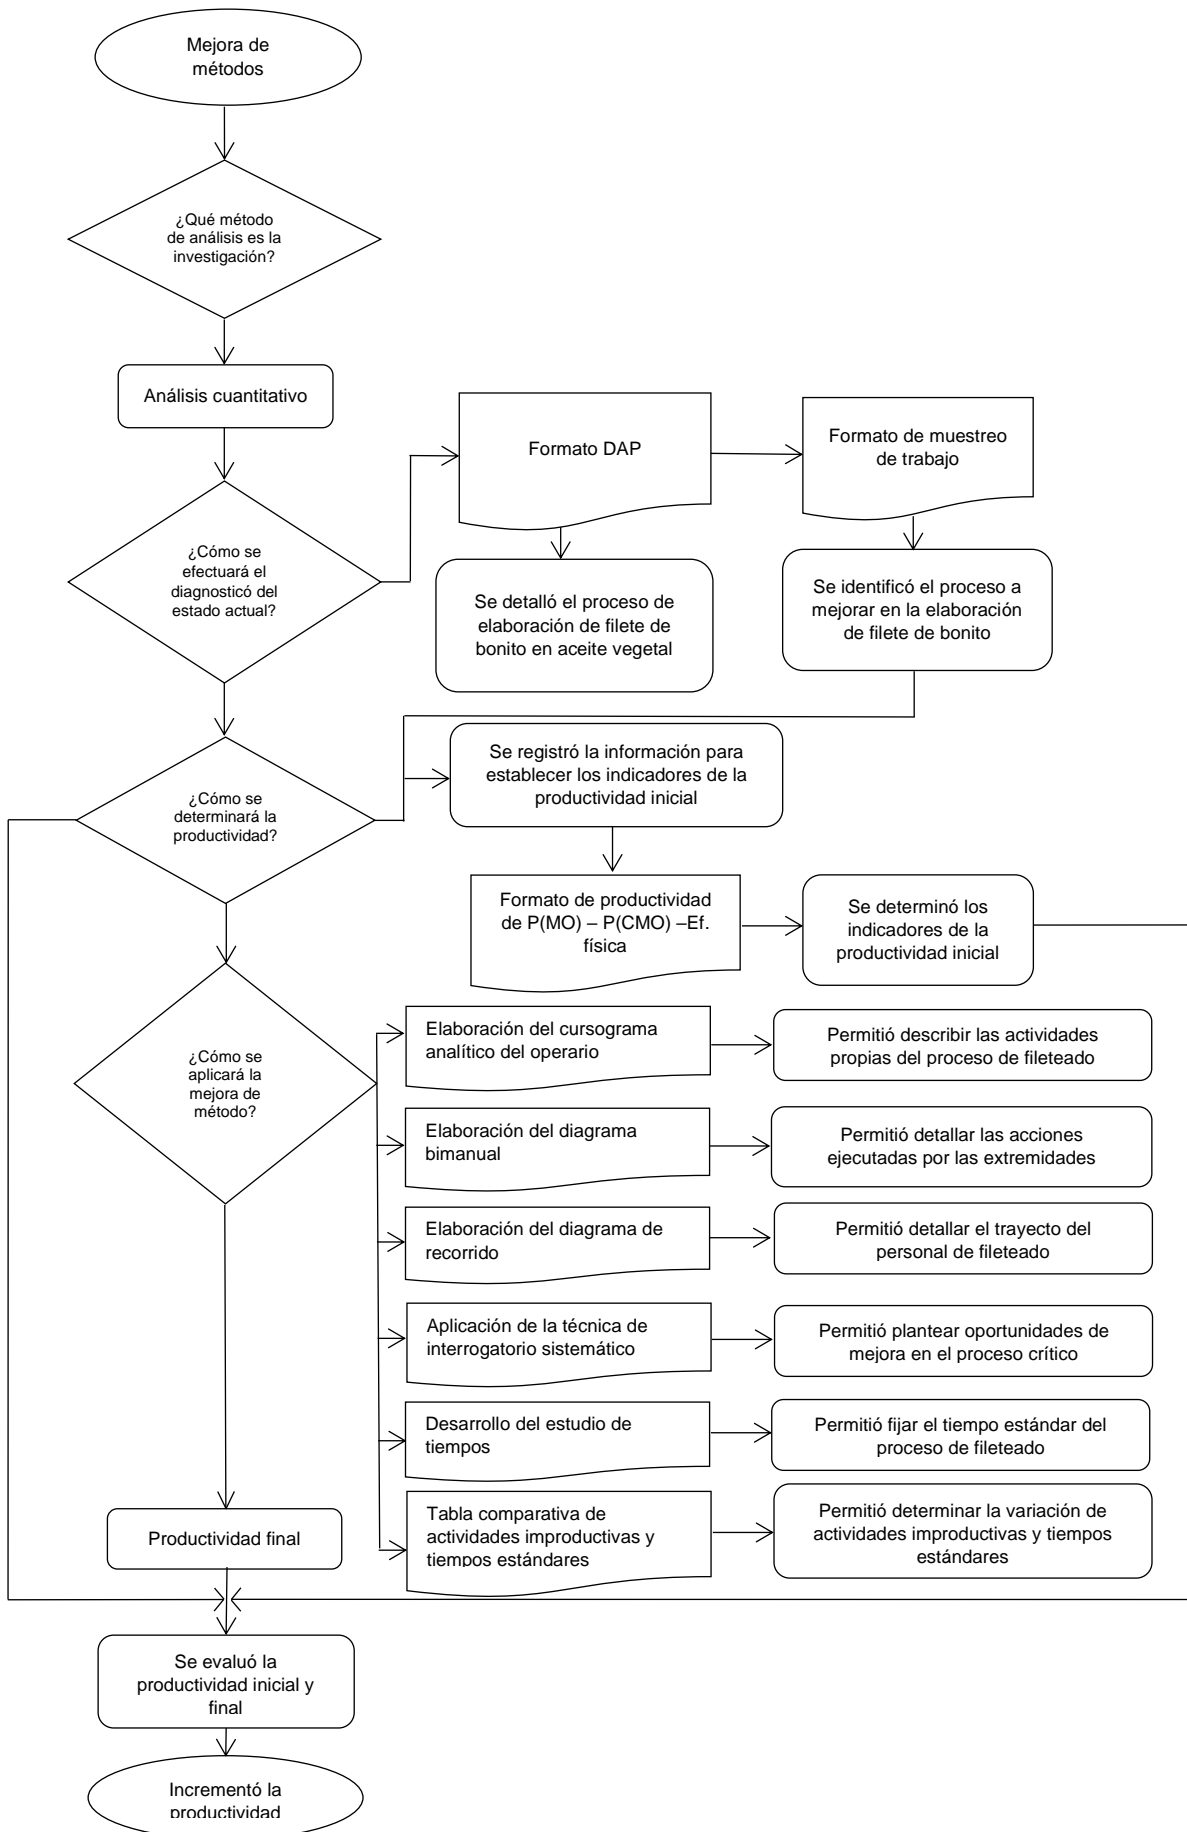 Mejora de
métodos
¿Qué método
de análisis es la
investigación?
Análisis cuantitativo
¿Cómo se
efectuará el
diagnosticó del
estado actual?
Formato DAP
Formato de muestreo
de trabajo
Se detalló el proceso de
elaboración de filete de
bonito en aceite vegetal
Se identificó el proceso a
mejorar en la elaboración
de filete de bonito
¿Cómo se
determinará la
productividad?
Se registró la información para
establecer los indicadores de la
productividad inicial
Formato de productividad
de P(MO) – P(CMO) –Ef.
física
Se determinó los
indicadores de la
productividad inicial
¿Cómo se
aplicará la
mejora de
método?
Elaboración del cursograma
analítico del operario
Permitió describir las actividades
propias del proceso de fileteado
Elaboración del diagrama
bimanual
Permitió detallar las acciones
ejecutadas por las extremidades
Elaboración del diagrama de
recorrido
Permitió detallar el trayecto del
personal de fileteado
Aplicación de la técnica de
interrogatorio sistemático
Permitió plantear oportunidades de
mejora en el proceso crítico
Desarrollo del estudio de
tiempos
Permitió fijar el tiempo estándar del
proceso de fileteado
Tabla comparativa de
actividades improductivas y
tiempos estándares
Permitió determinar la variación de
actividades improductivas y tiempos
estándares
Productividad final
Se evaluó la
productividad inicial y
final
Incrementó la
productividad